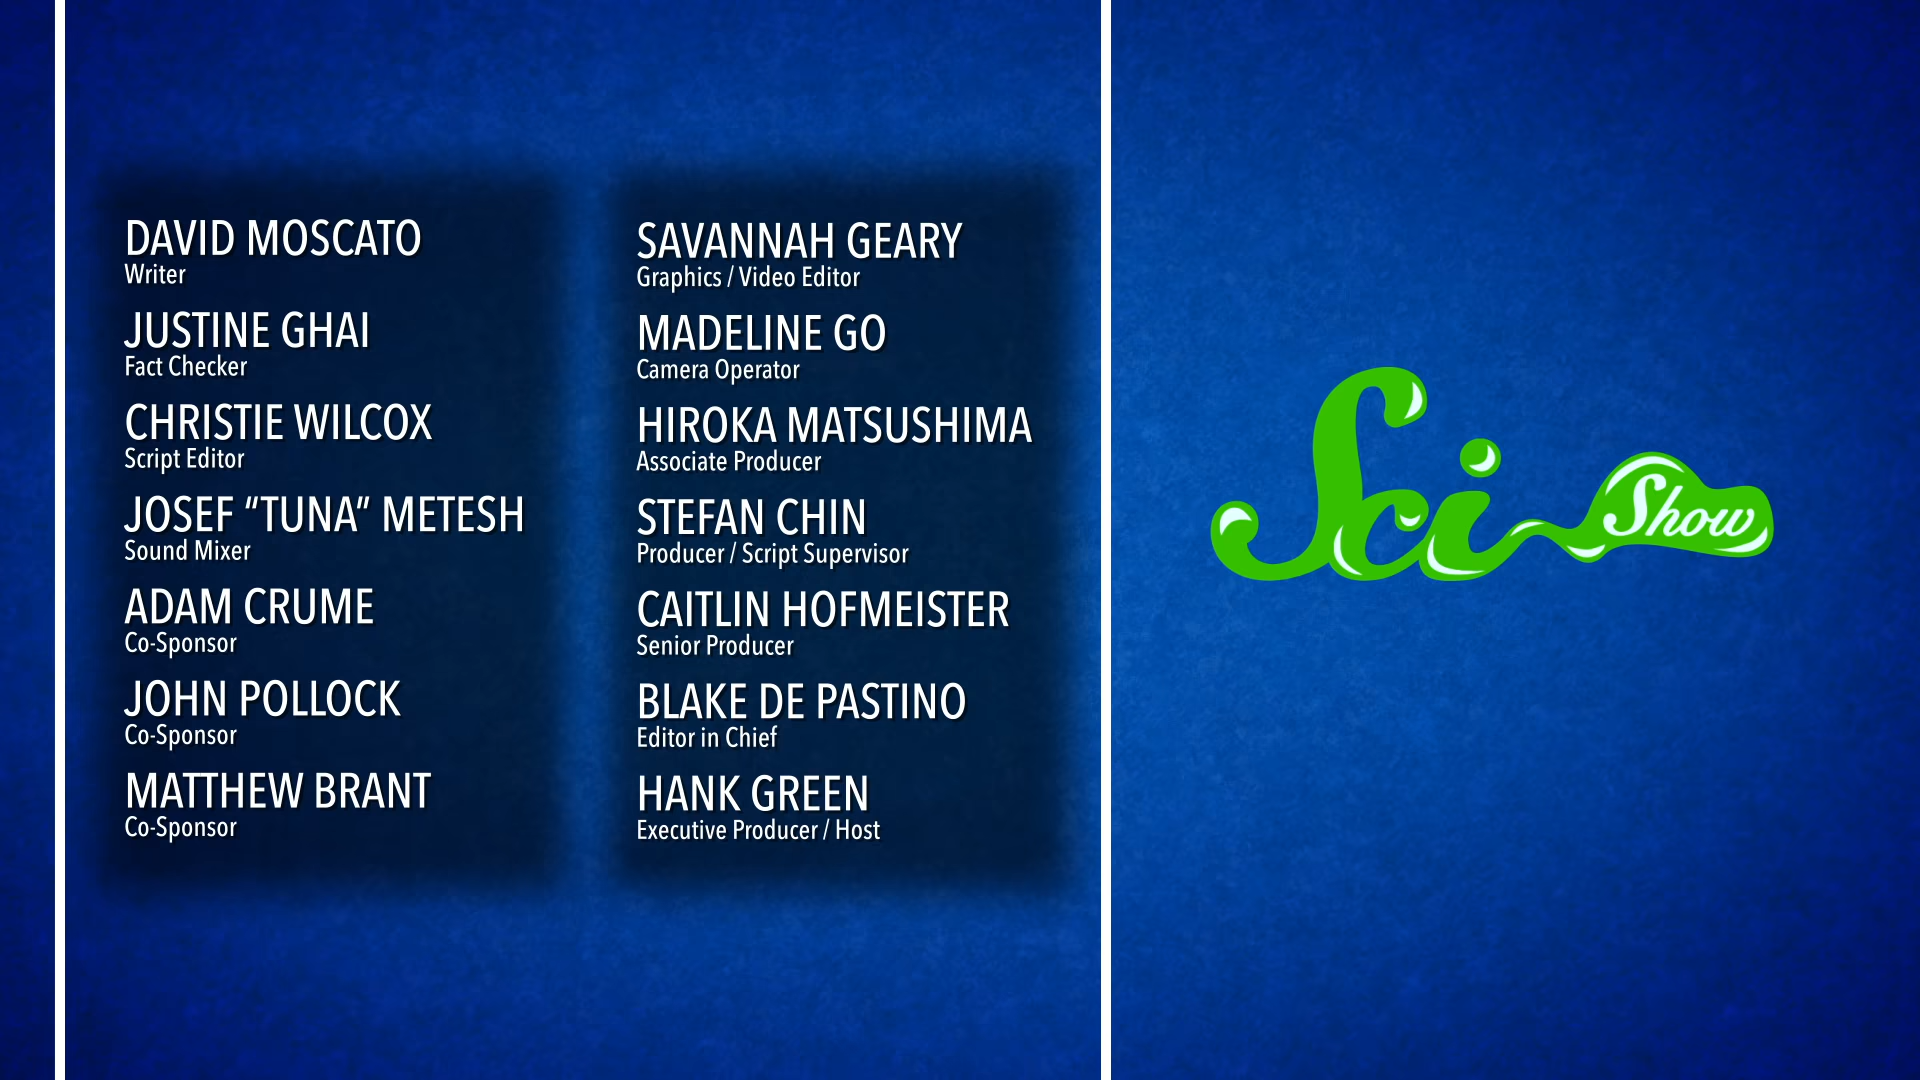 DAVID MOSCATO
Writer
JUSTINE GHAI
Fact Checker
CHRISTIE WILCOX
Script Editor
JOSEF “TUNA” METESH
Sound Mixer
ADAM CRUME
Co-Sponsor
JOHN POLLOCK
Co-Sponsor
MATTHEW BRANT
Co-Sponsor
SAVANNAH GEARY
Graphics / Video Editor
MADELINE GO
Camera Operator
HIROKA MATSUSHIMA
Associate Producer
STEFAN CHIN
Producer / Script Supervisor
CAITLIN HOFMEISTER
Senior Producer
BLAKE DE PASTINO
Editor in Chief
HANK GREEN
Executive Producer / Host
Sci Show